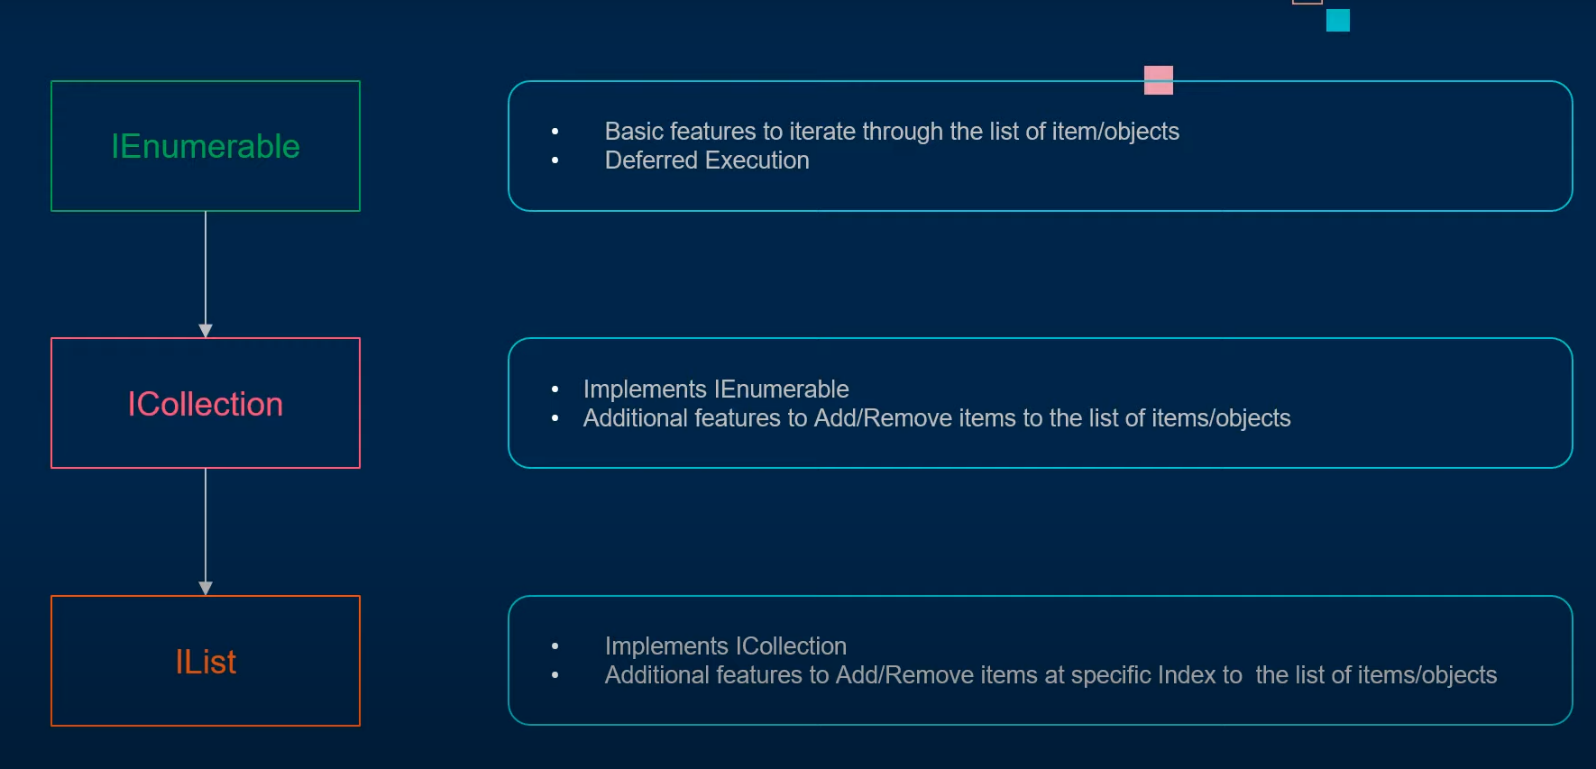 IEnumerable
• Basic features to iterate through the list of item/objects
• Deferred Execution
ICollection
• Implements IEnumerable
• Additional features to Add/Remove items to the list of items/objects
IList
• Implements ICollection
• Additional features to Add/Remove items at specific Index to  the list of items/objects